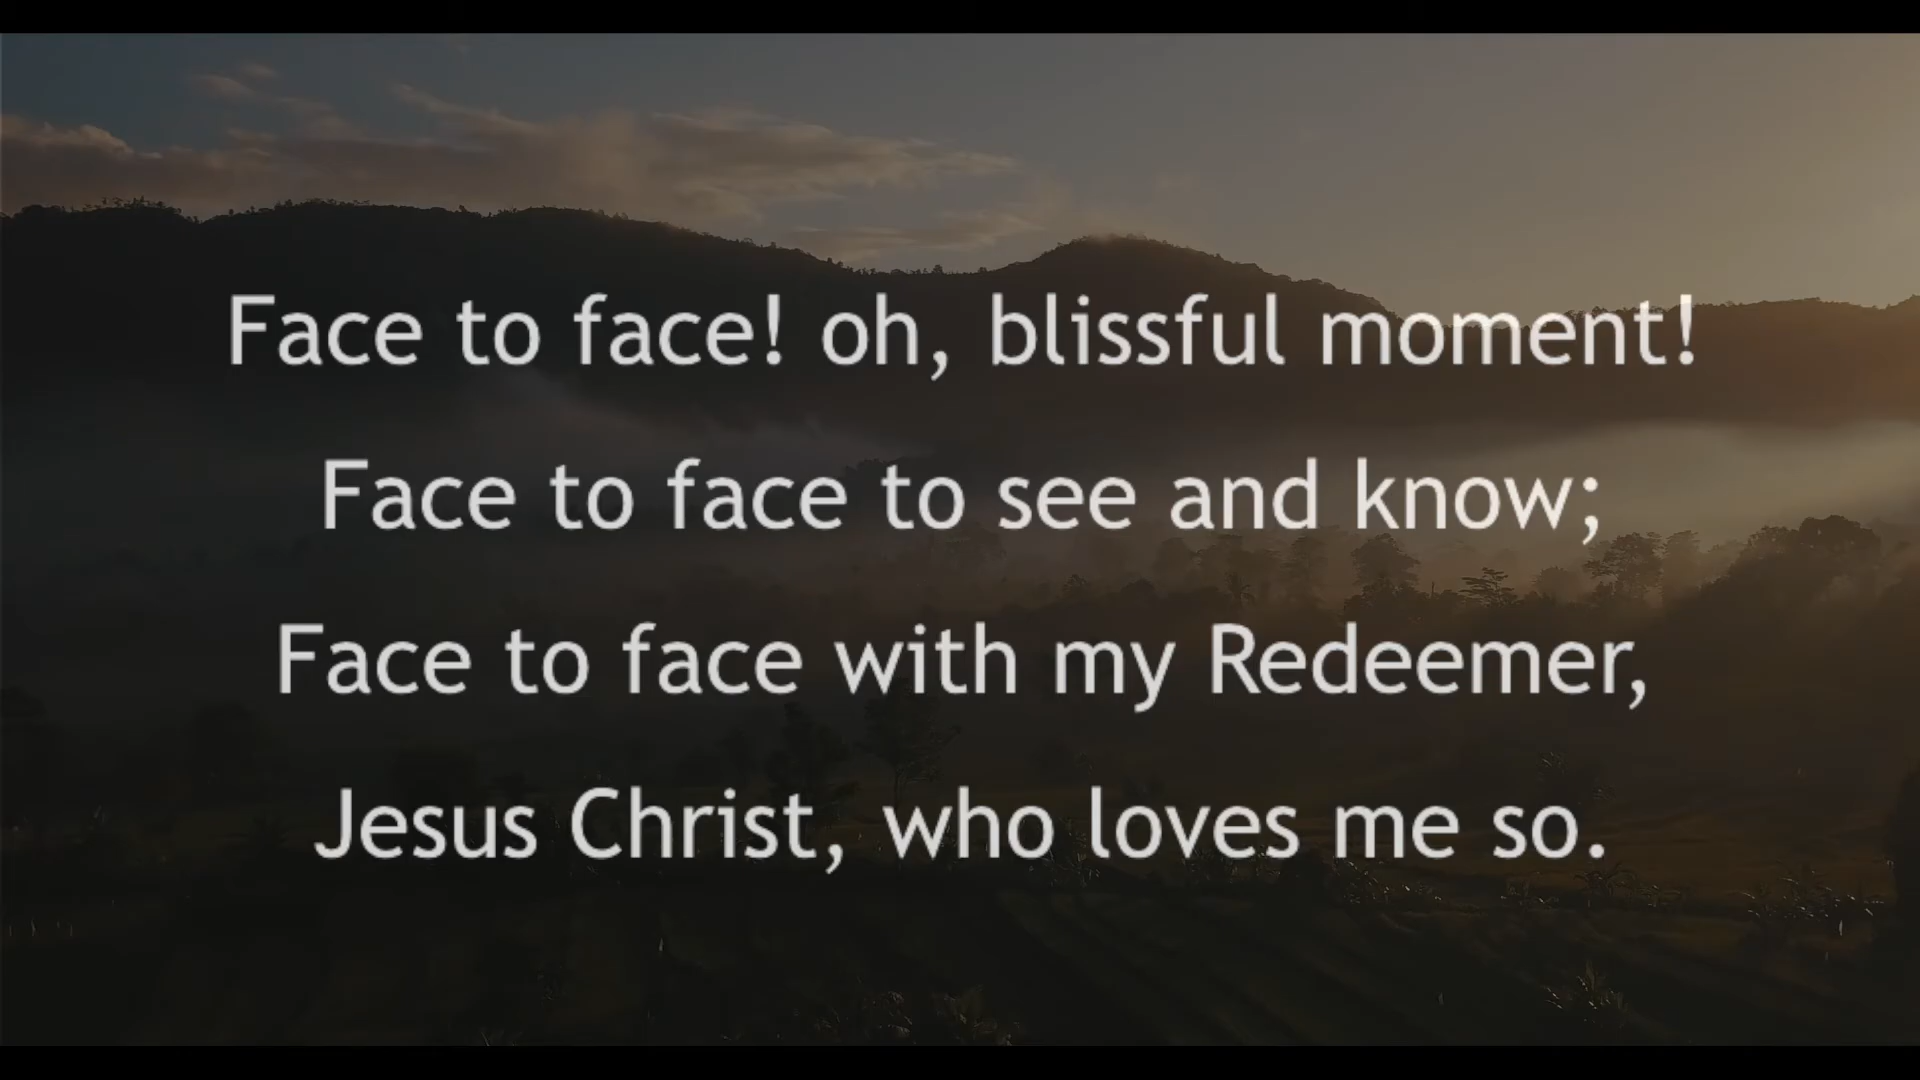 Face to face! oh, blissful moment!
Face to face to see and know;
Face to face with my Redeemer,
Jesus Christ, who loves me so.